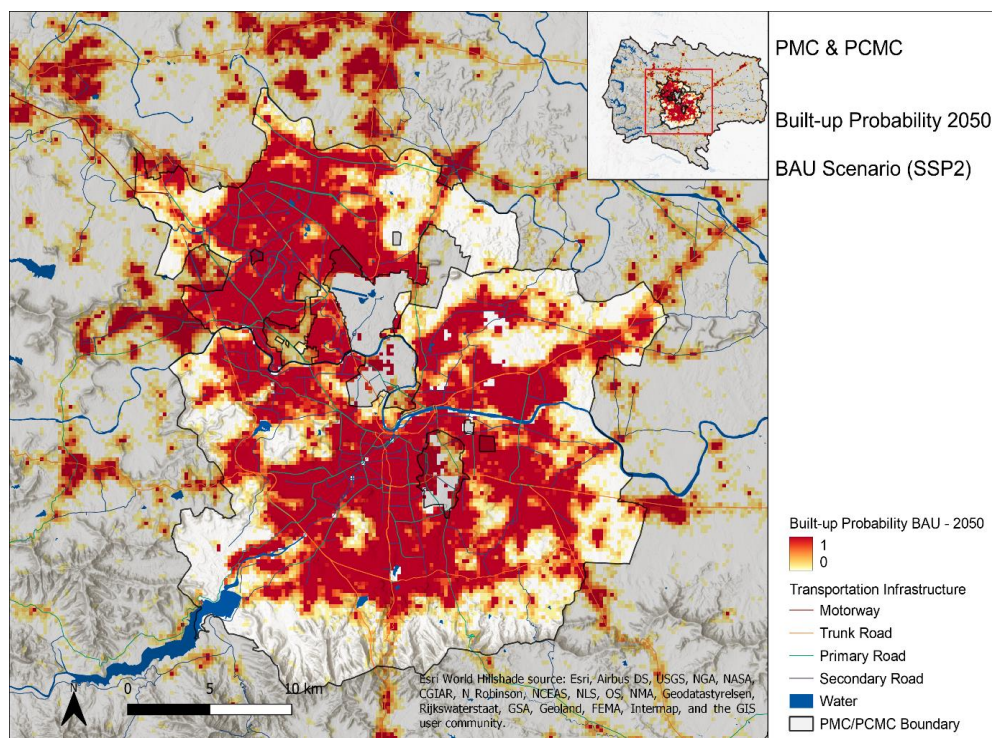 PMC & PCMC
Built-up Probability 2050
BAU Scenario (SSP2)
Built-up Probability BAU - 2050
1
0
Transportation Infrastructure
Motorway
Trunk Road
Primary Road
Secondary Road
Water
PMC/PCMC Boundary
N
0 5 10 km
Esri World Hillshade source: Esri, Airbus DS, USGS, NGA, NASA,
CGIAR, N Robinson, NCEAS, NLS, OS, NMA, Geodatastyrelsen,
Rijkswaterstaat, GSA, Geoland, FEMA, Intermap, and the GIS
user community.